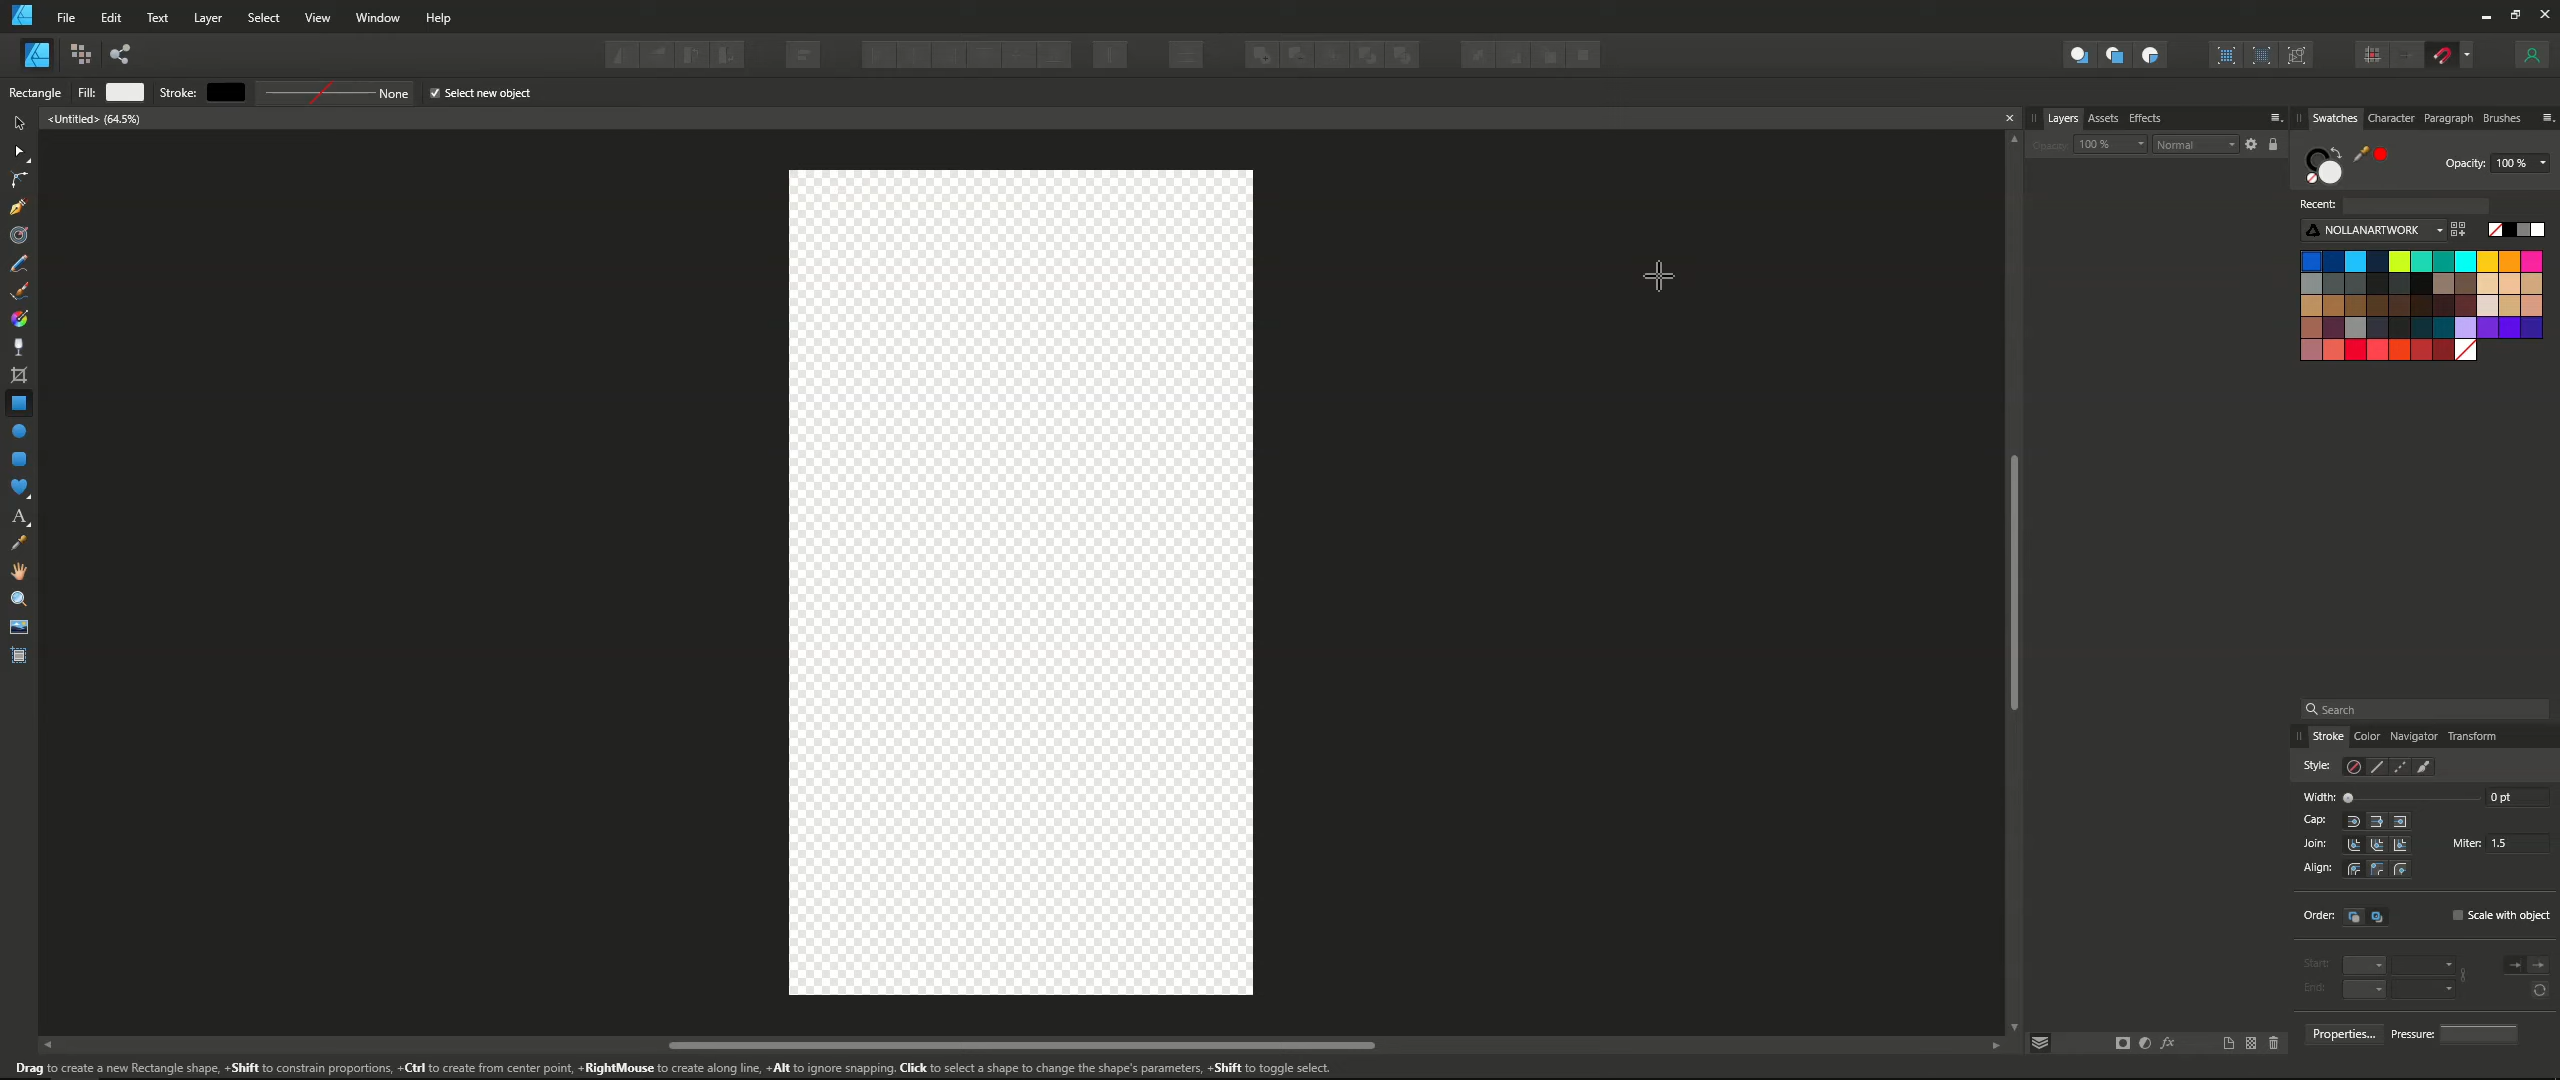 File Edit Text Layer Select View Window Help
Rectangle Fill: Stroke: None Select new object
<Untitled> (64.5%)
Layers Assets Effects
Opacity: 100 % Normal
Swatches Character Paragraph Brushes
Opacity: 100 %
Recent:
NOLLANARTWORK
Search
Stroke Color Navigator Transform
Style:
Width: 0 pt
Cap:
Join: Miter: 1.5
Align:
Order: Scale with object
Start:
End:
Properties... Pressure:
Drag to create a new Rectangle shape, +Shift to constrain proportions, +Ctrl to create from center point, +RightMouse to create along line, +Alt to ignore snapping. Click to select a shape to change the shape's parameters, +Shift to toggle select.